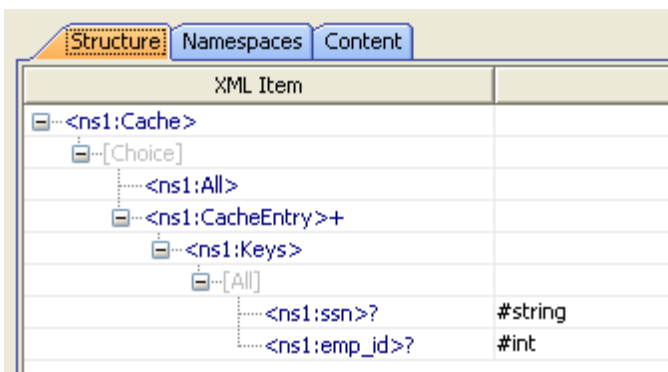 Structure Namespaces Content
XML Item
<ns1:Cache>
[Choice]
<ns1:All>
<ns1:CacheEntry>+
<ns1:Keys>
[All]
<ns1:ssn>? #string
<ns1:emp_id>? #int